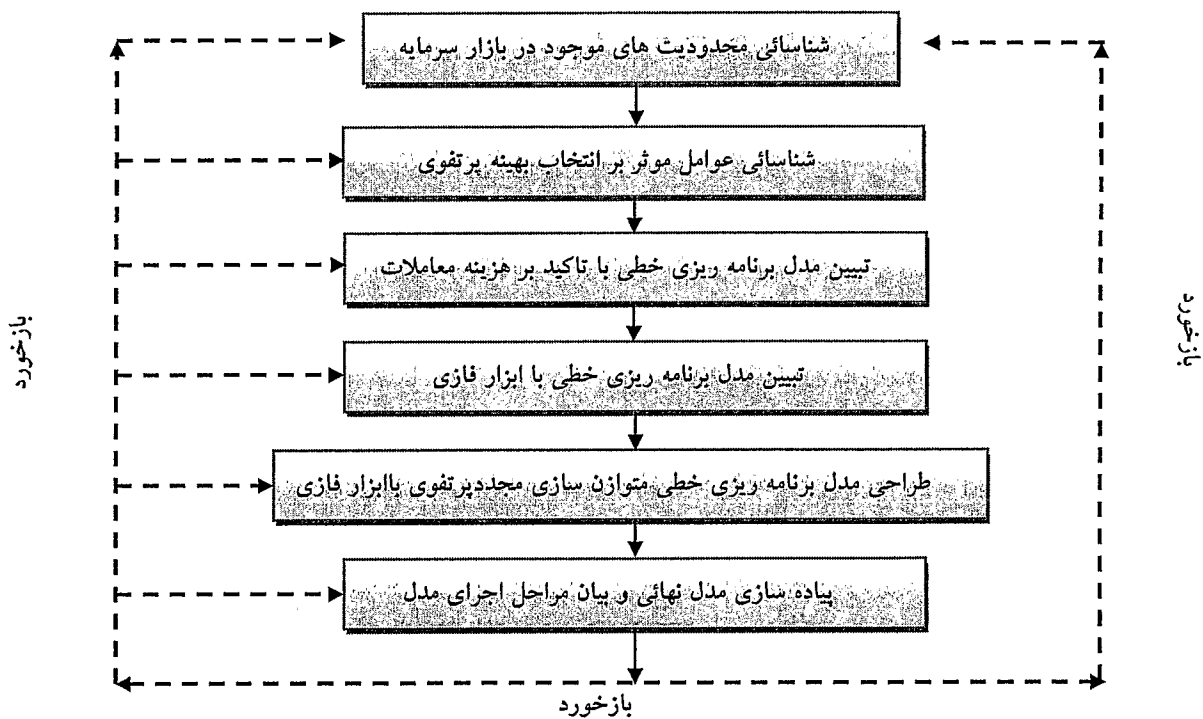 شناسائی محدودیت های موجود در بازار سرمایه
شناسائی عوامل موثر بر انتخاب بهینه پرتفوی
تبیین مدل برنامه ریزی خطی با تاکید بر هزینه معاملات
تبیین مدل برنامه ریزی خطی با ابزار فازی
طراحی مدل برنامه ریزی خطی متوازن سازی مجددپرتفوی باابزار فازی
پیاده سازی مدل نهائی و بیان مراحل اجرای مدل
بازخورد
بازخورد
بازخورد